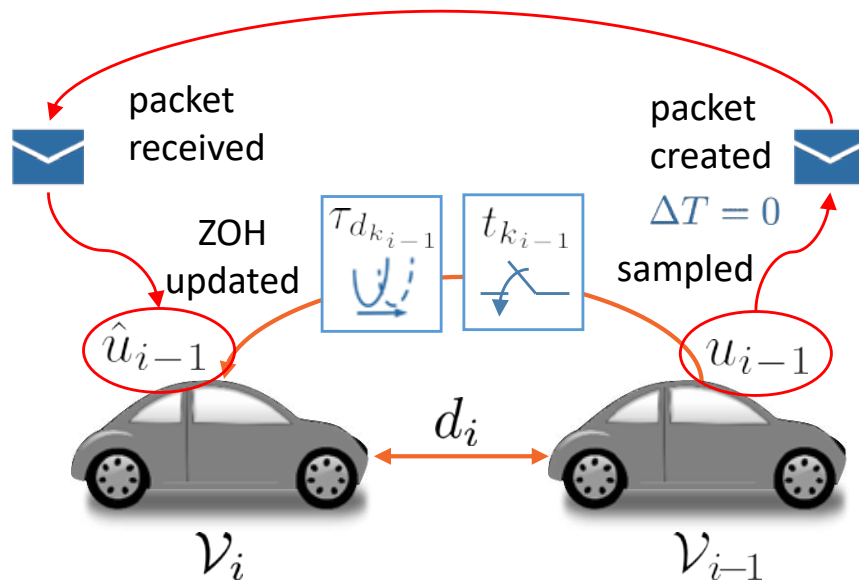 packet
received
packet
created
ΔT = 0
ZOH
updated
τ_{d_{k_{i-1}}}
t_{k_{i-1}}
sampled
û_{i-1}
u_{i-1}
d_i
𝒱_i
𝒱_{i-1}